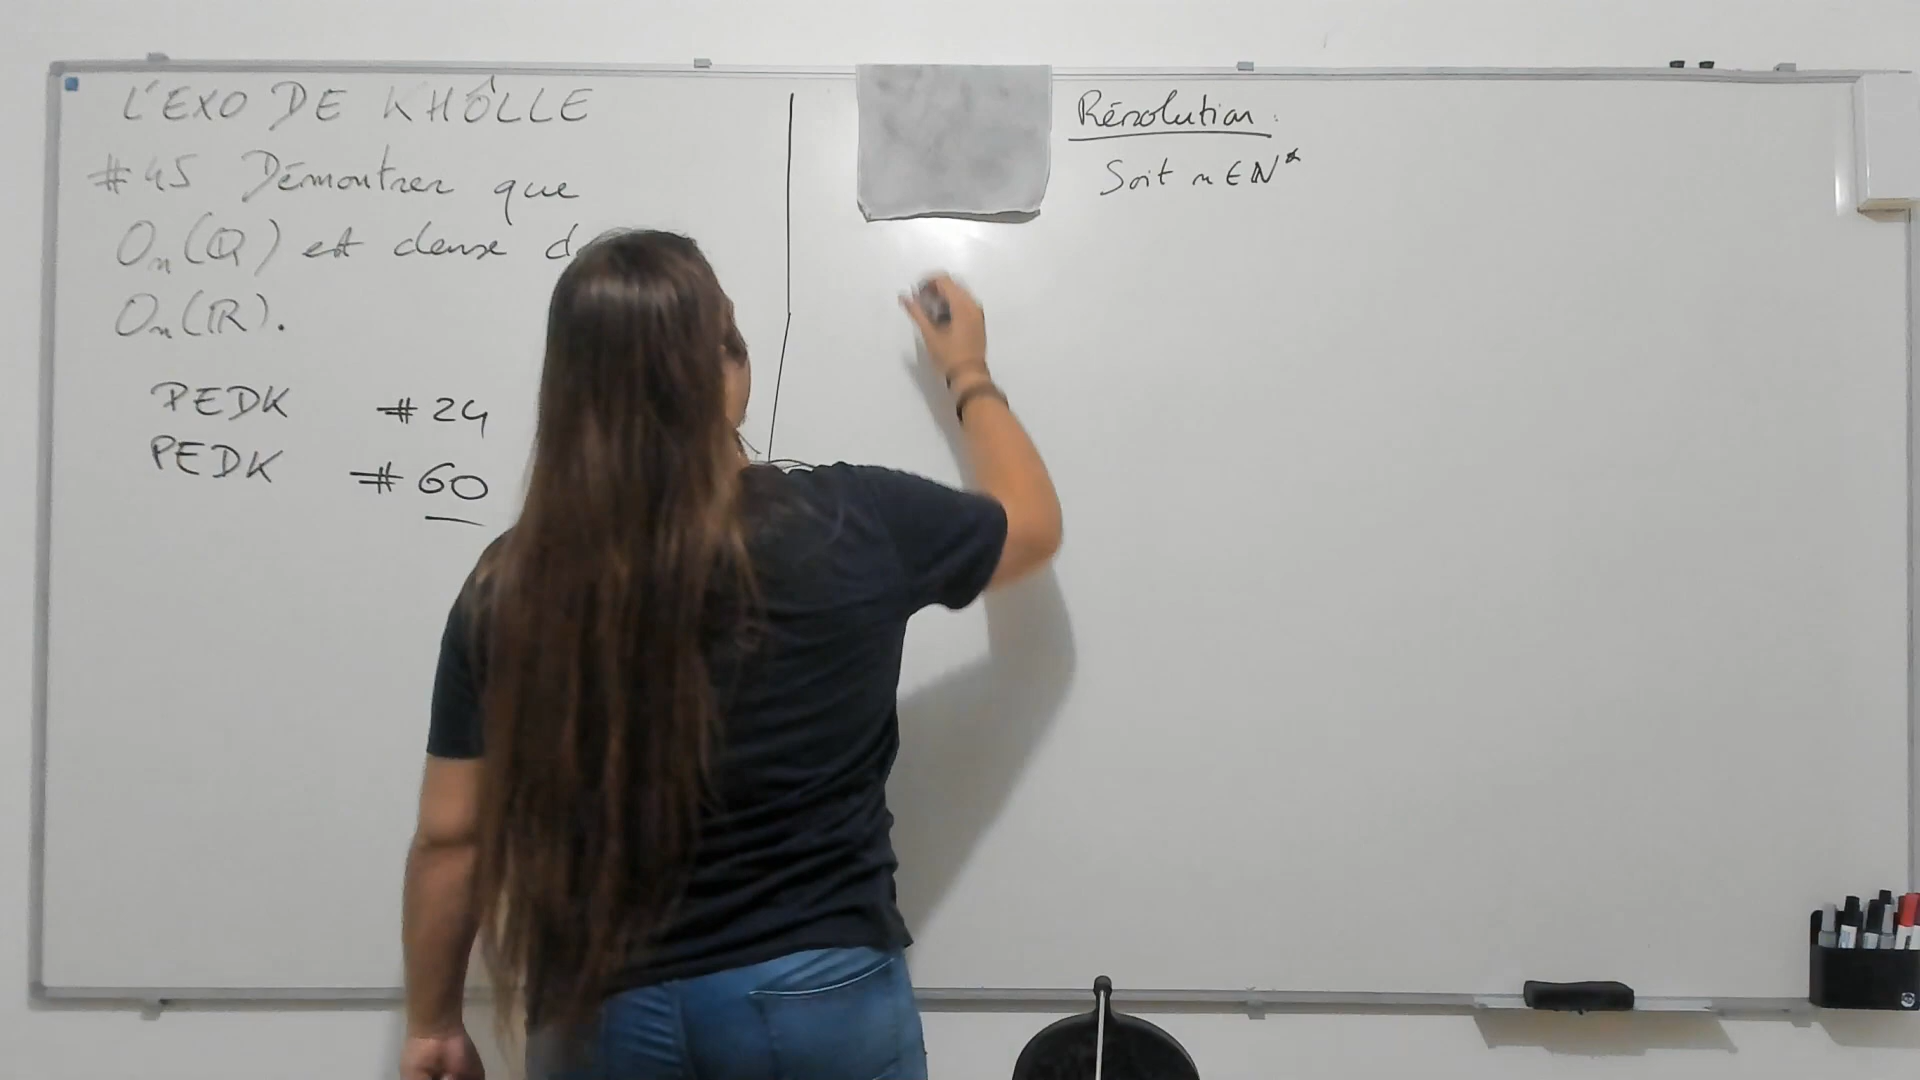 L'EXO DE KHÔLLE
#45 Démontrer que
On(Q) est dense d
On(R).
PEDK #24
PEDK #60
Résolution :
Soit n ∈ N*